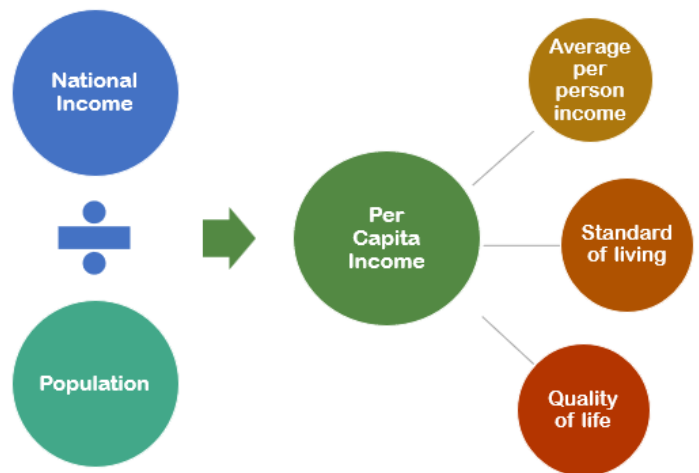 National
Income
Population
Per
Capita
Income
Average
per
person
income
Standard
of living
Quality
of life